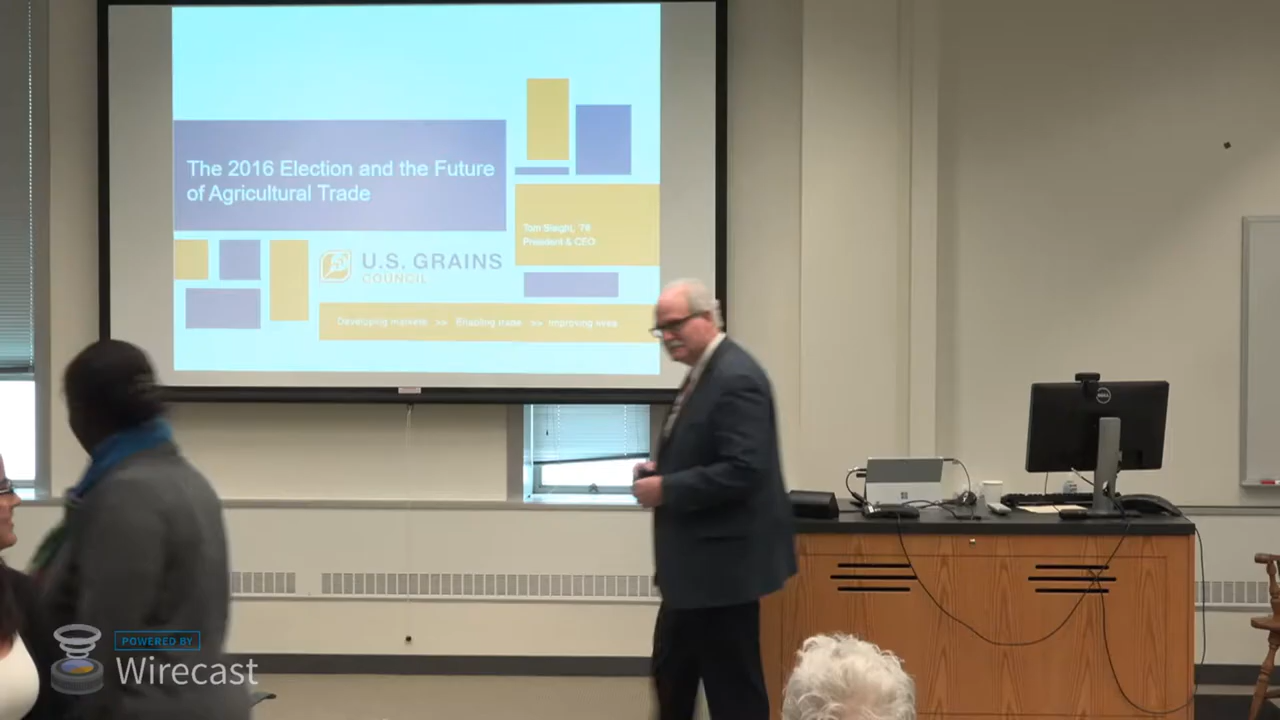 The 2016 Election and the Future
of Agricultural Trade
Tom Sleight, '78
President & CEO
U.S. GRAINS
COUNCIL
Developing markets >> Enabling trade >> Improving lives
DELL
POWERED BY
Wirecast